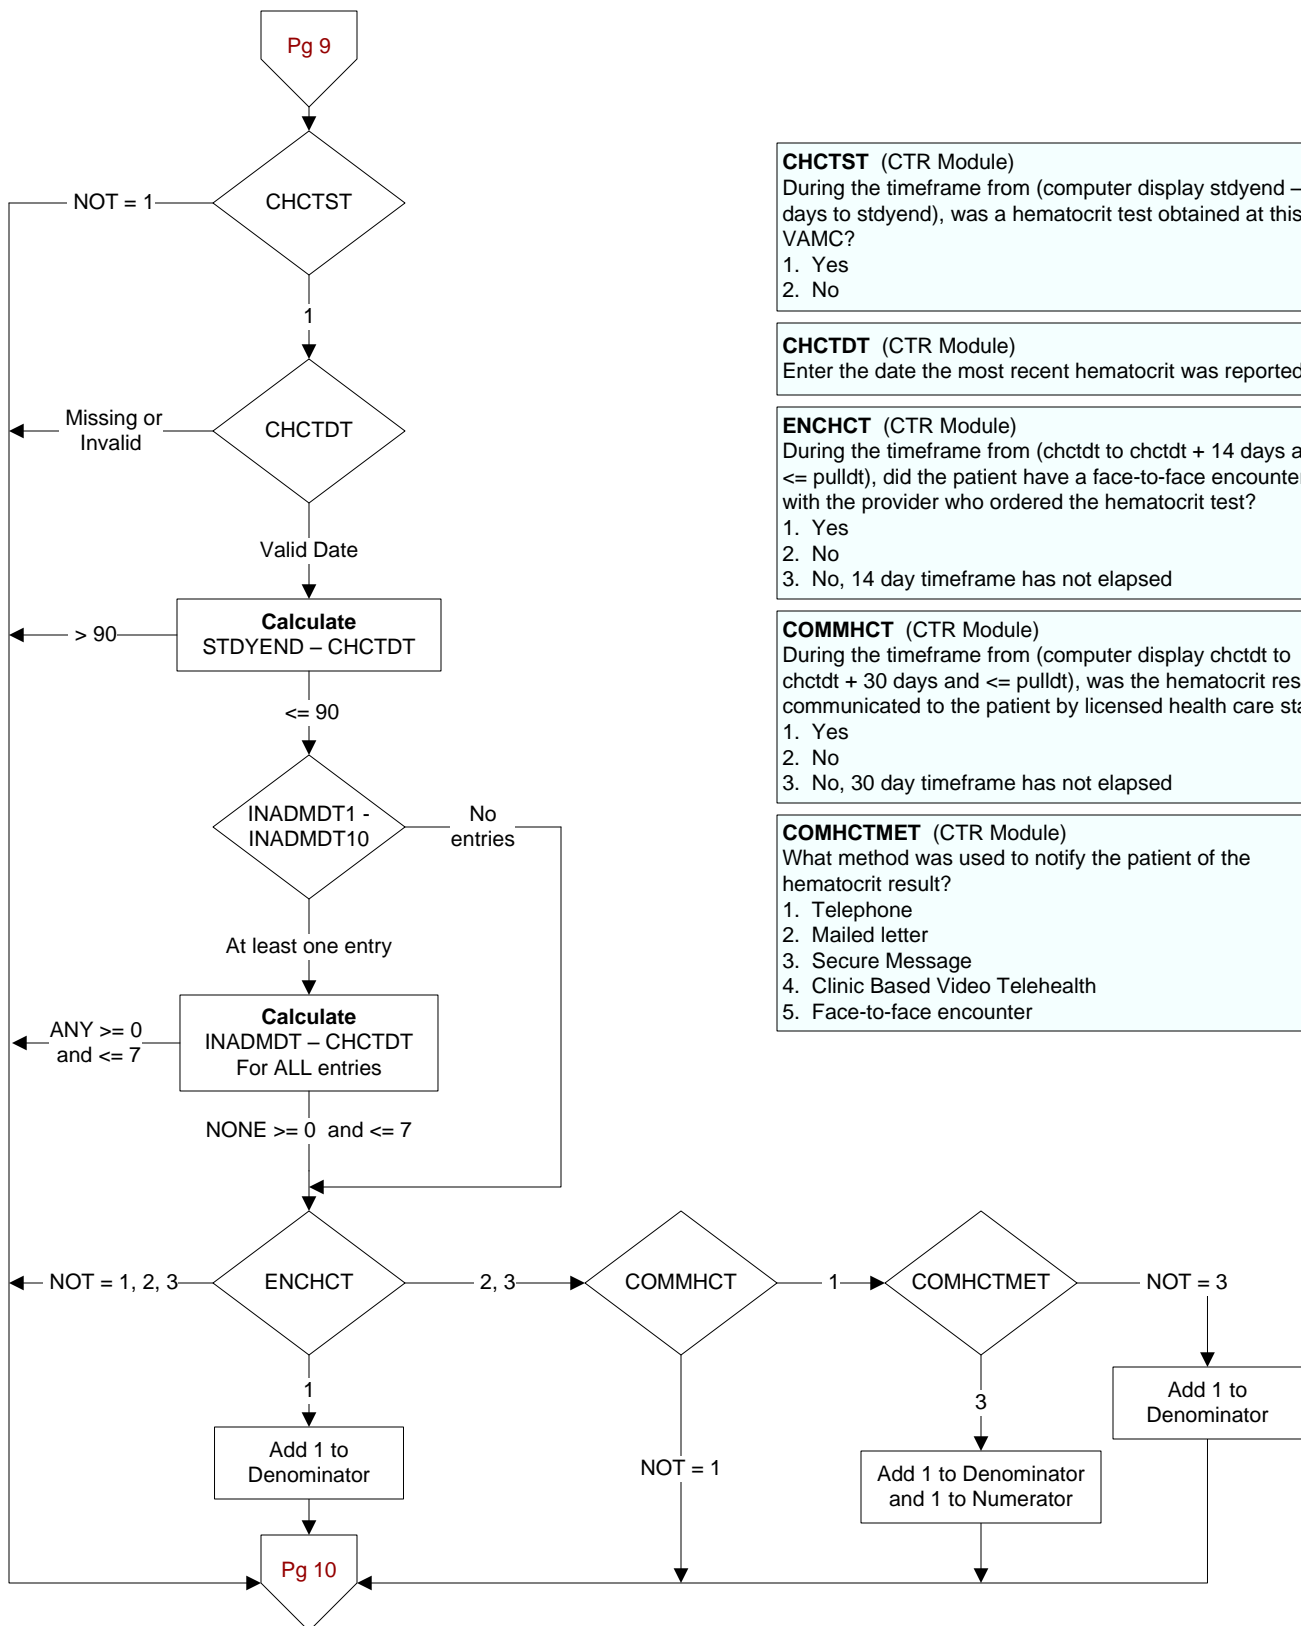 Pg 9
CHCTST
NOT = 1
1
CHCTDT
Missing or
Invalid
Valid Date
Calculate
STDYEND – CHCTDT
> 90
<= 90
INADMDT1 -
INADMDT10
No
entries
At least one entry
Calculate
INADMDT – CHCTDT
For ALL entries
ANY >= 0
and <= 7
NONE >= 0 and <= 7
ENCHCT
NOT = 1, 2, 3
2, 3
COMMHCT
1
COMHCTMET
NOT = 3
1
Add 1 to
Denominator
NOT = 1
3
Add 1 to Denominator
and 1 to Numerator
Add 1 to
Denominator
Pg 10
CHCTST (CTR Module)
During the timeframe from (computer display stdyend –
days to stdyend), was a hematocrit test obtained at this
VAMC?
1. Yes
2. No
CHCTDT (CTR Module)
Enter the date the most recent hematocrit was reported
ENCHCT (CTR Module)
During the timeframe from (chctdt to chctdt + 14 days
<= pulldt), did the patient have a face-to-face encounter
with the provider who ordered the hematocrit test?
1. Yes
2. No
3. No, 14 day timeframe has not elapsed
COMMHCT (CTR Module)
During the timeframe from (computer display chctdt to
chctdt + 30 days and <= pulldt), was the hematocrit
communicated to the patient by licensed health care
1. Yes
2. No
3. No, 30 day timeframe has not elapsed
COMHCTMET (CTR Module)
What method was used to notify the patient of the
hematocrit result?
1. Telephone
2. Mailed letter
3. Secure Message
4. Clinic Based Video Telehealth
5. Face-to-face encounter